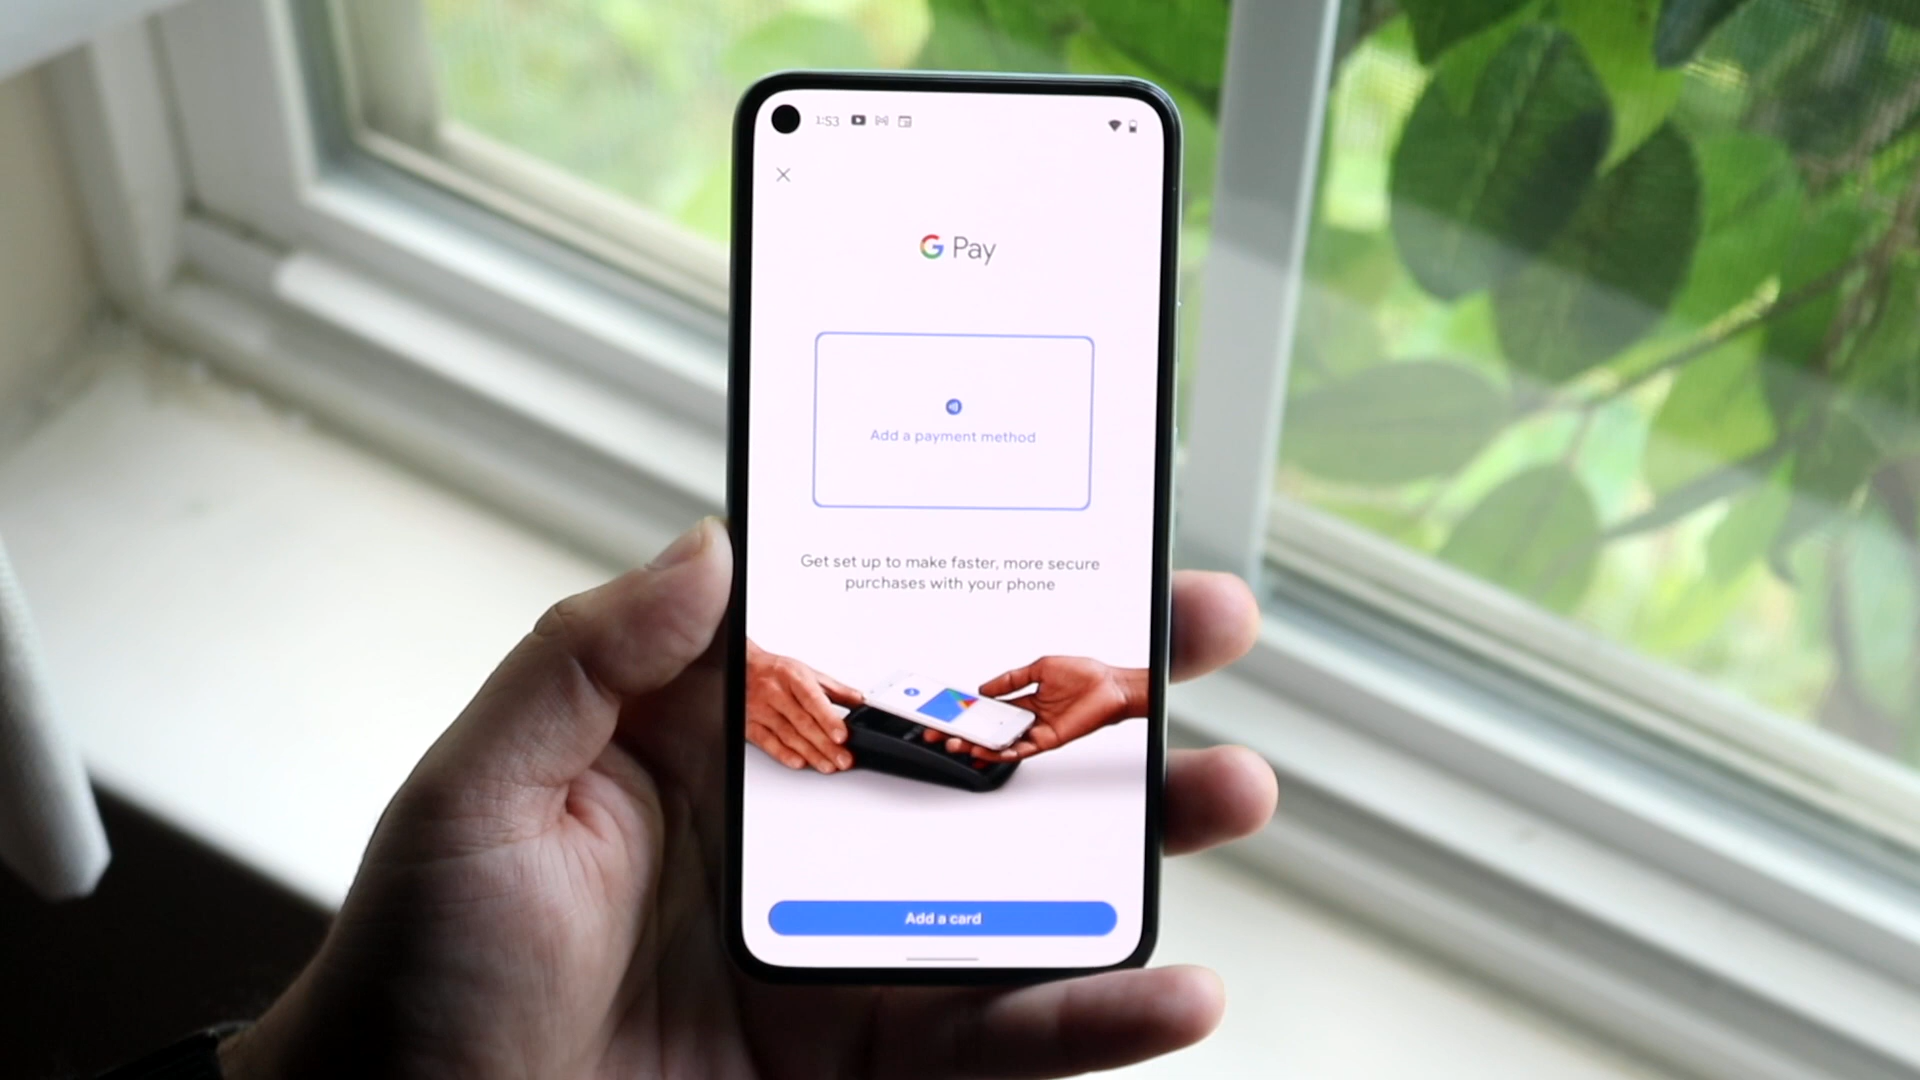 1:53
G Pay
Add a payment method
Get set up to make faster, more secure
purchases with your phone
Add a card